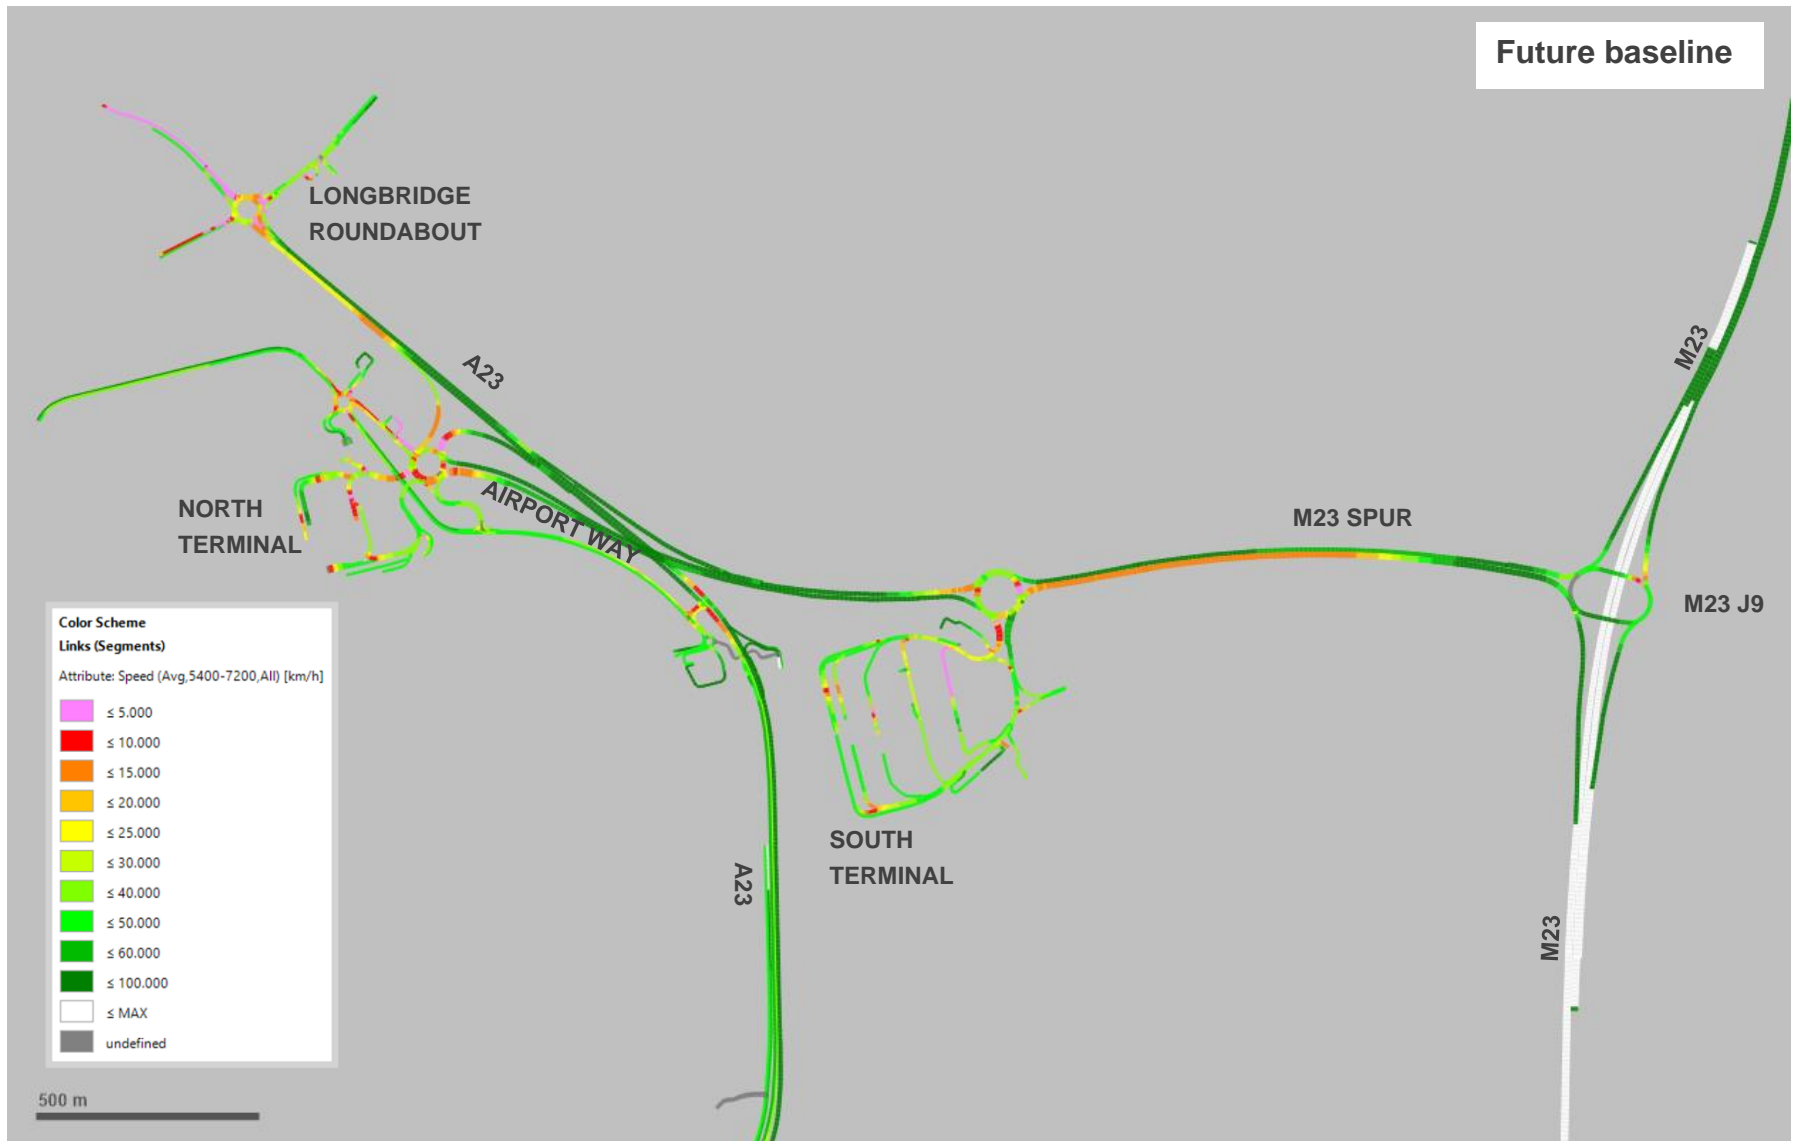 Future baseline
LONGBRIDGE
ROUNDABOUT
A23
M23
NORTH
TERMINAL
AIRPORT WAY
M23 SPUR
M23 J9
Color Scheme
Links (Segments)
Attribute: Speed (Avg,5400-7200,All) [km/h]
≤ 5.000
≤ 10.000
≤ 15.000
≤ 20.000
≤ 25.000
≤ 30.000
≤ 40.000
≤ 50.000
≤ 60.000
≤ 100.000
≤ MAX
undefined
SOUTH
TERMINAL
A23
M23
500 m